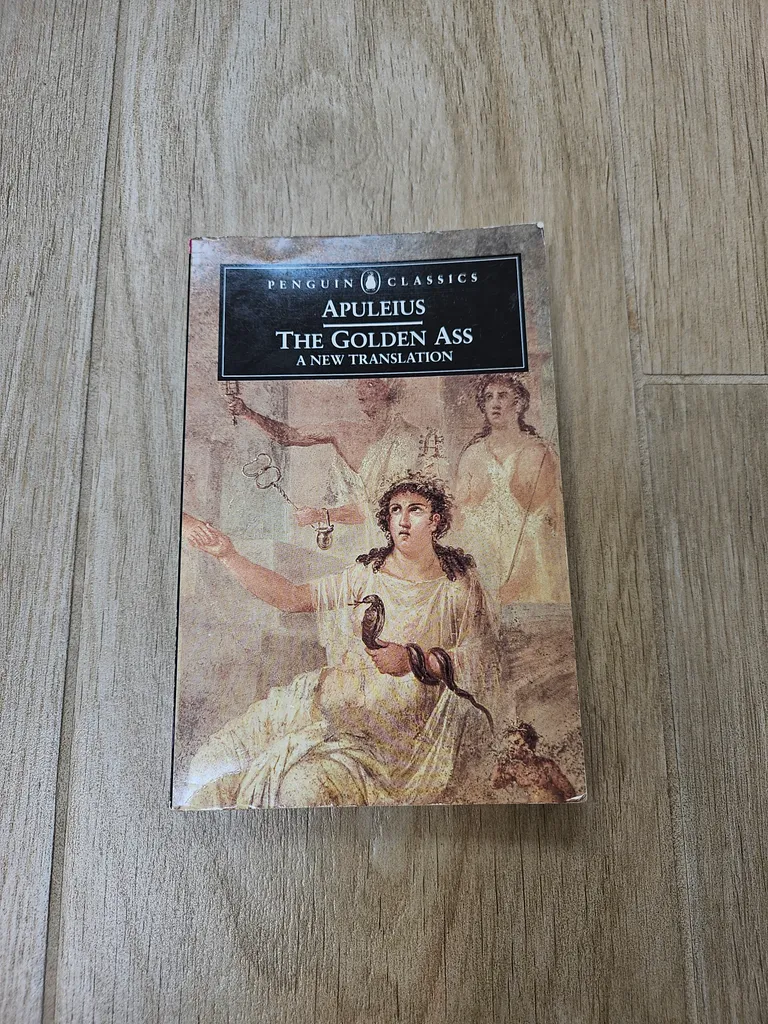 PENGUIN CLASSICS
APULEIUS
THE GOLDEN ASS
A NEW TRANSLATION